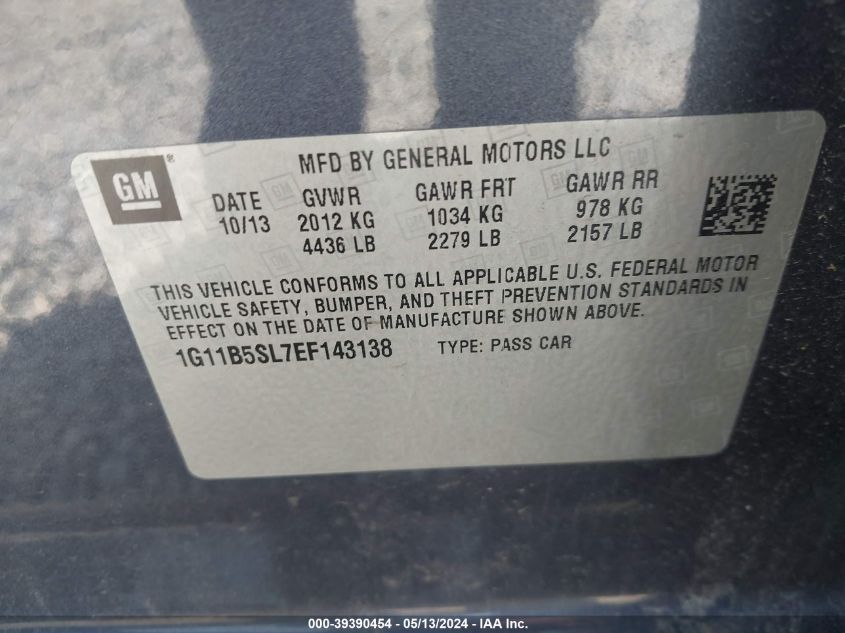 GM ®
MFD BY GENERAL MOTORS LLC
DATE GVWR GAWR FRT GAWR RR
10/13 2012 KG 1034 KG 978 KG
4436 LB 2279 LB 2157 LB
THIS VEHICLE CONFORMS TO ALL APPLICABLE U.S. FEDERAL MOTOR
VEHICLE SAFETY, BUMPER, AND THEFT PREVENTION STANDARDS IN
EFFECT ON THE DATE OF MANUFACTURE SHOWN ABOVE.
1G11B5SL7EF143138 TYPE: PASS CAR
000-39390454 - 05/13/2024 - IAA Inc.